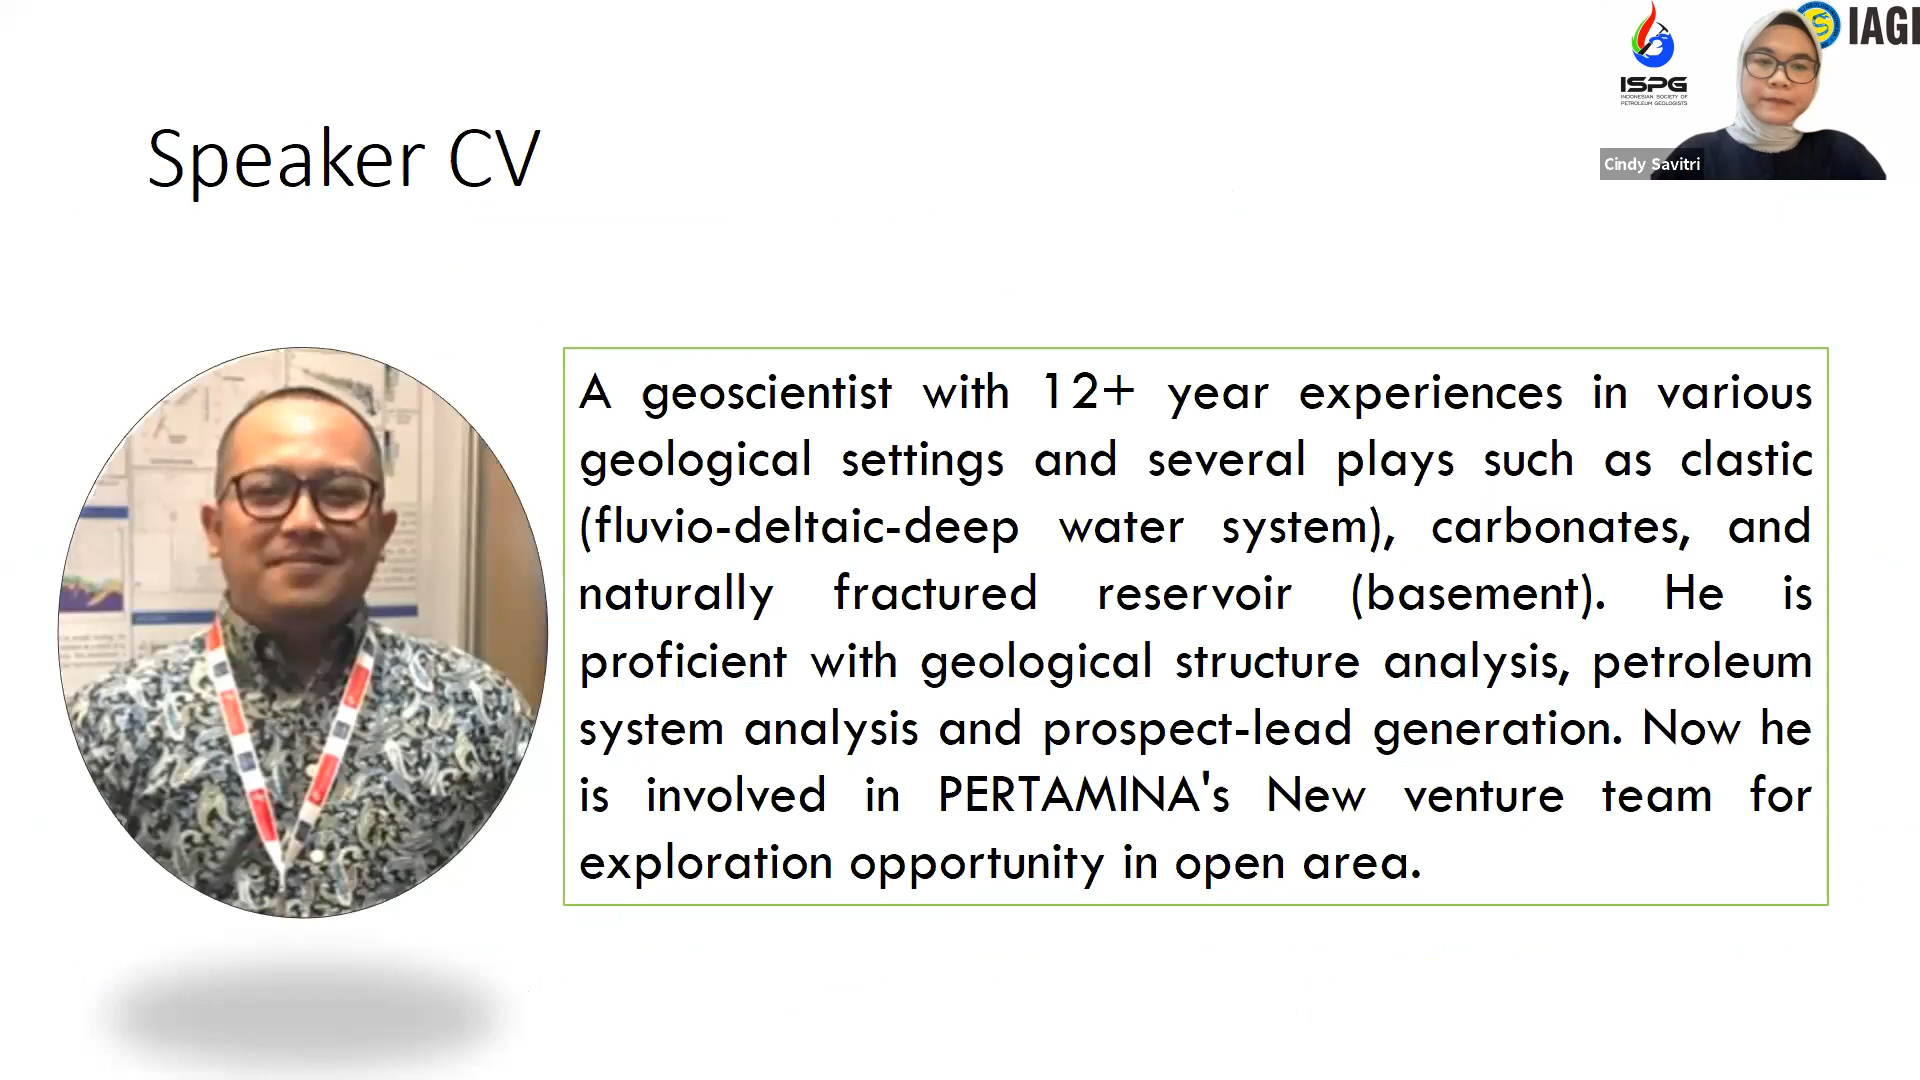 IAGI
ISPG
INDONESIAN SOCIETY OF
PETROLEUM GEOLOGISTS
Cindy Savitri
Speaker CV
A geoscientist with 12+ year experiences in various
geological settings and several plays such as clastic
(fluvio-deltaic-deep water system), carbonates, and
naturally fractured reservoir (basement). He is
proficient with geological structure analysis, petroleum
system analysis and prospect-lead generation. Now he
is involved in PERTAMINA's New venture team for
exploration opportunity in open area.